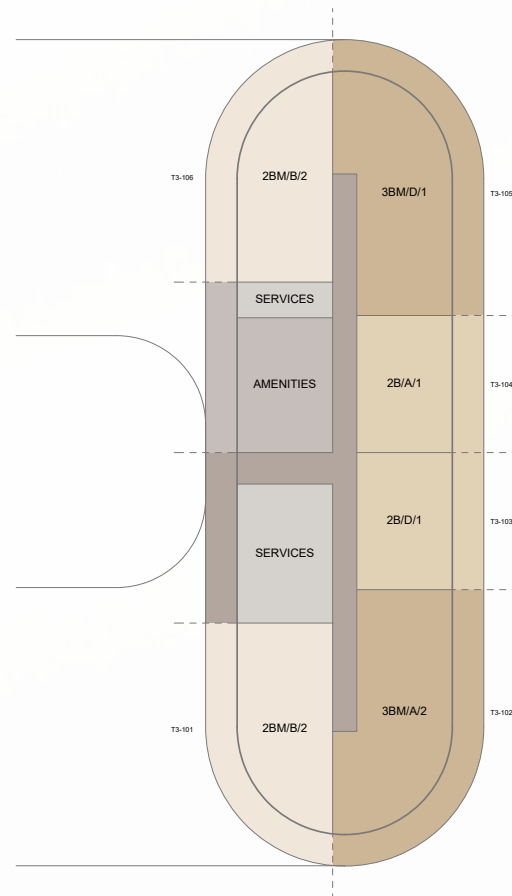 T3-106
2BM/B/2
3BM/D/1
T3-105
SERVICES
AMENITIES
2B/A/1
T3-104
2B/D/1
T3-103
SERVICES
T3-101
2BM/B/2
3BM/A/2
T3-102